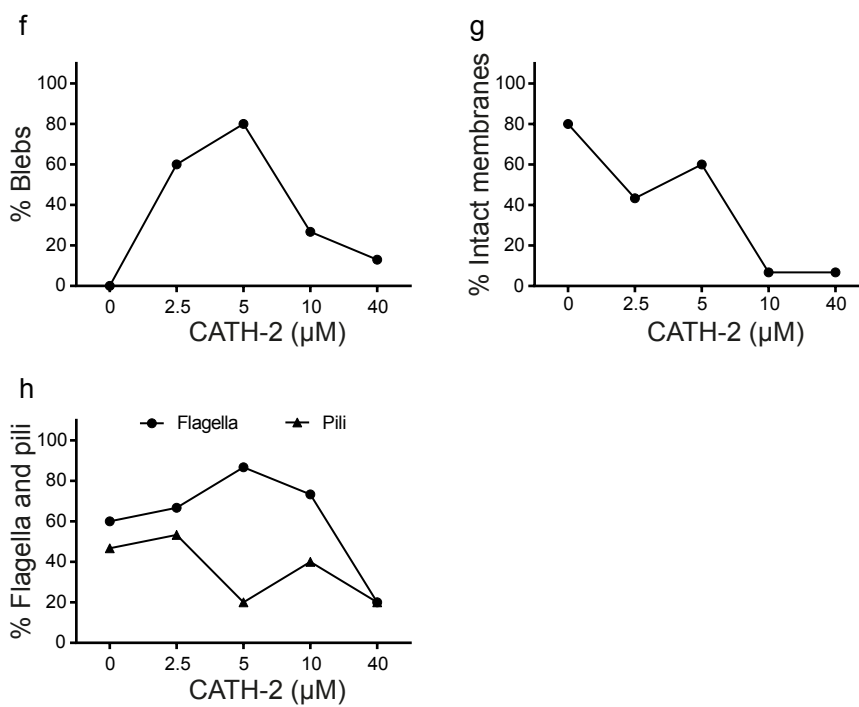 f
100
80
60
40
20
0
% Blebs
0 2.5 5 10 40
CATH-2 (µM)
g
100
80
60
40
20
0
% Intact membranes
0 2.5 5 10 40
CATH-2 (µM)
h
Flagella Pili
100
80
60
40
20
0
% Flagella and pili
0 2.5 5 10 40
CATH-2 (µM)